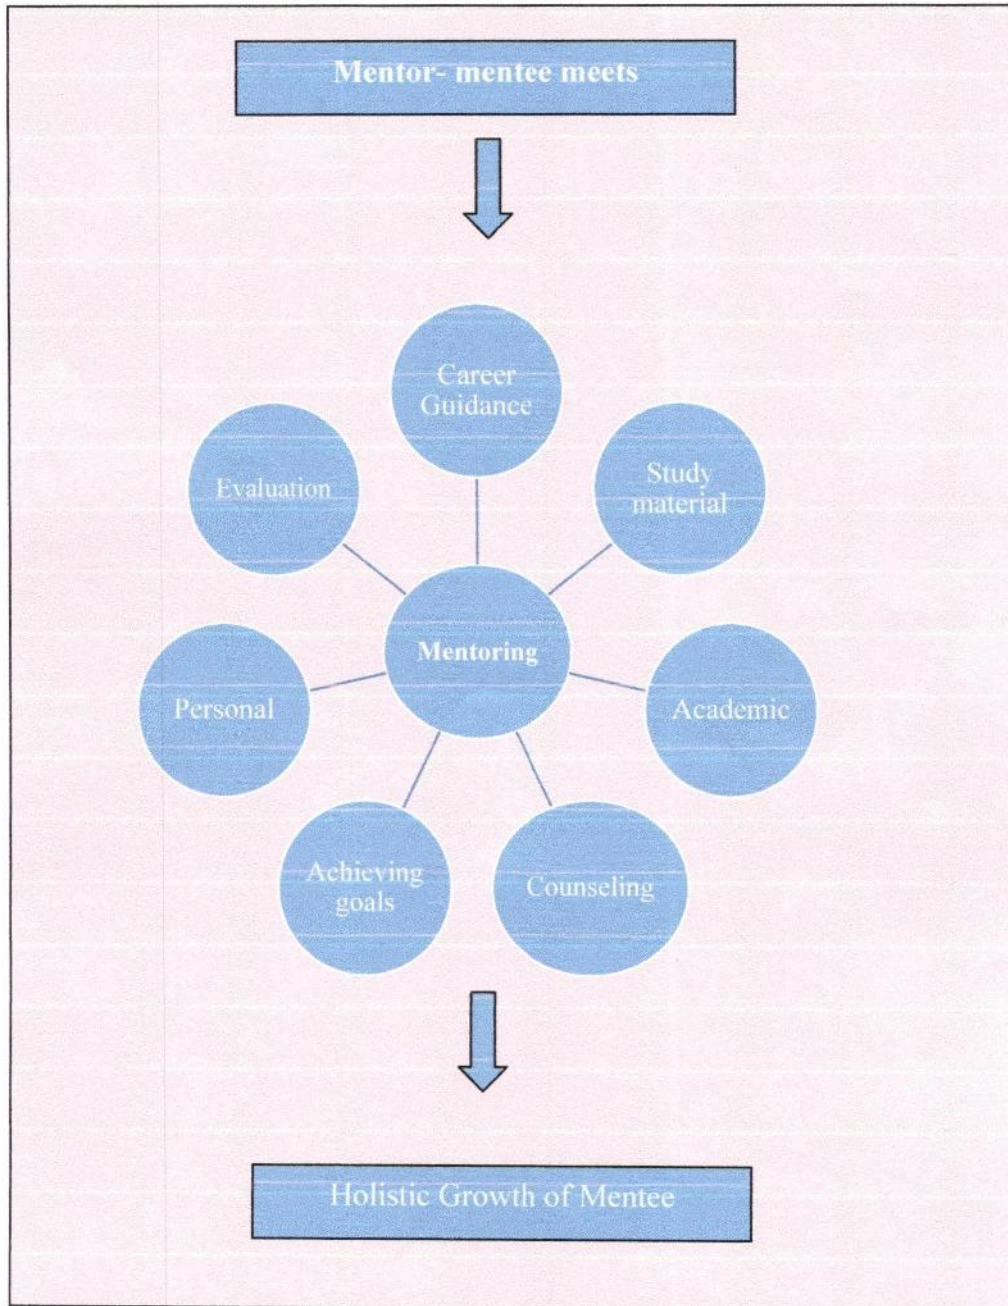 Mentor- mentee meets
Career
Guidance
Study
material
Evaluation
Mentoring
Personal
Academic
Achieving
goals
Counseling
Holistic Growth of Mentee